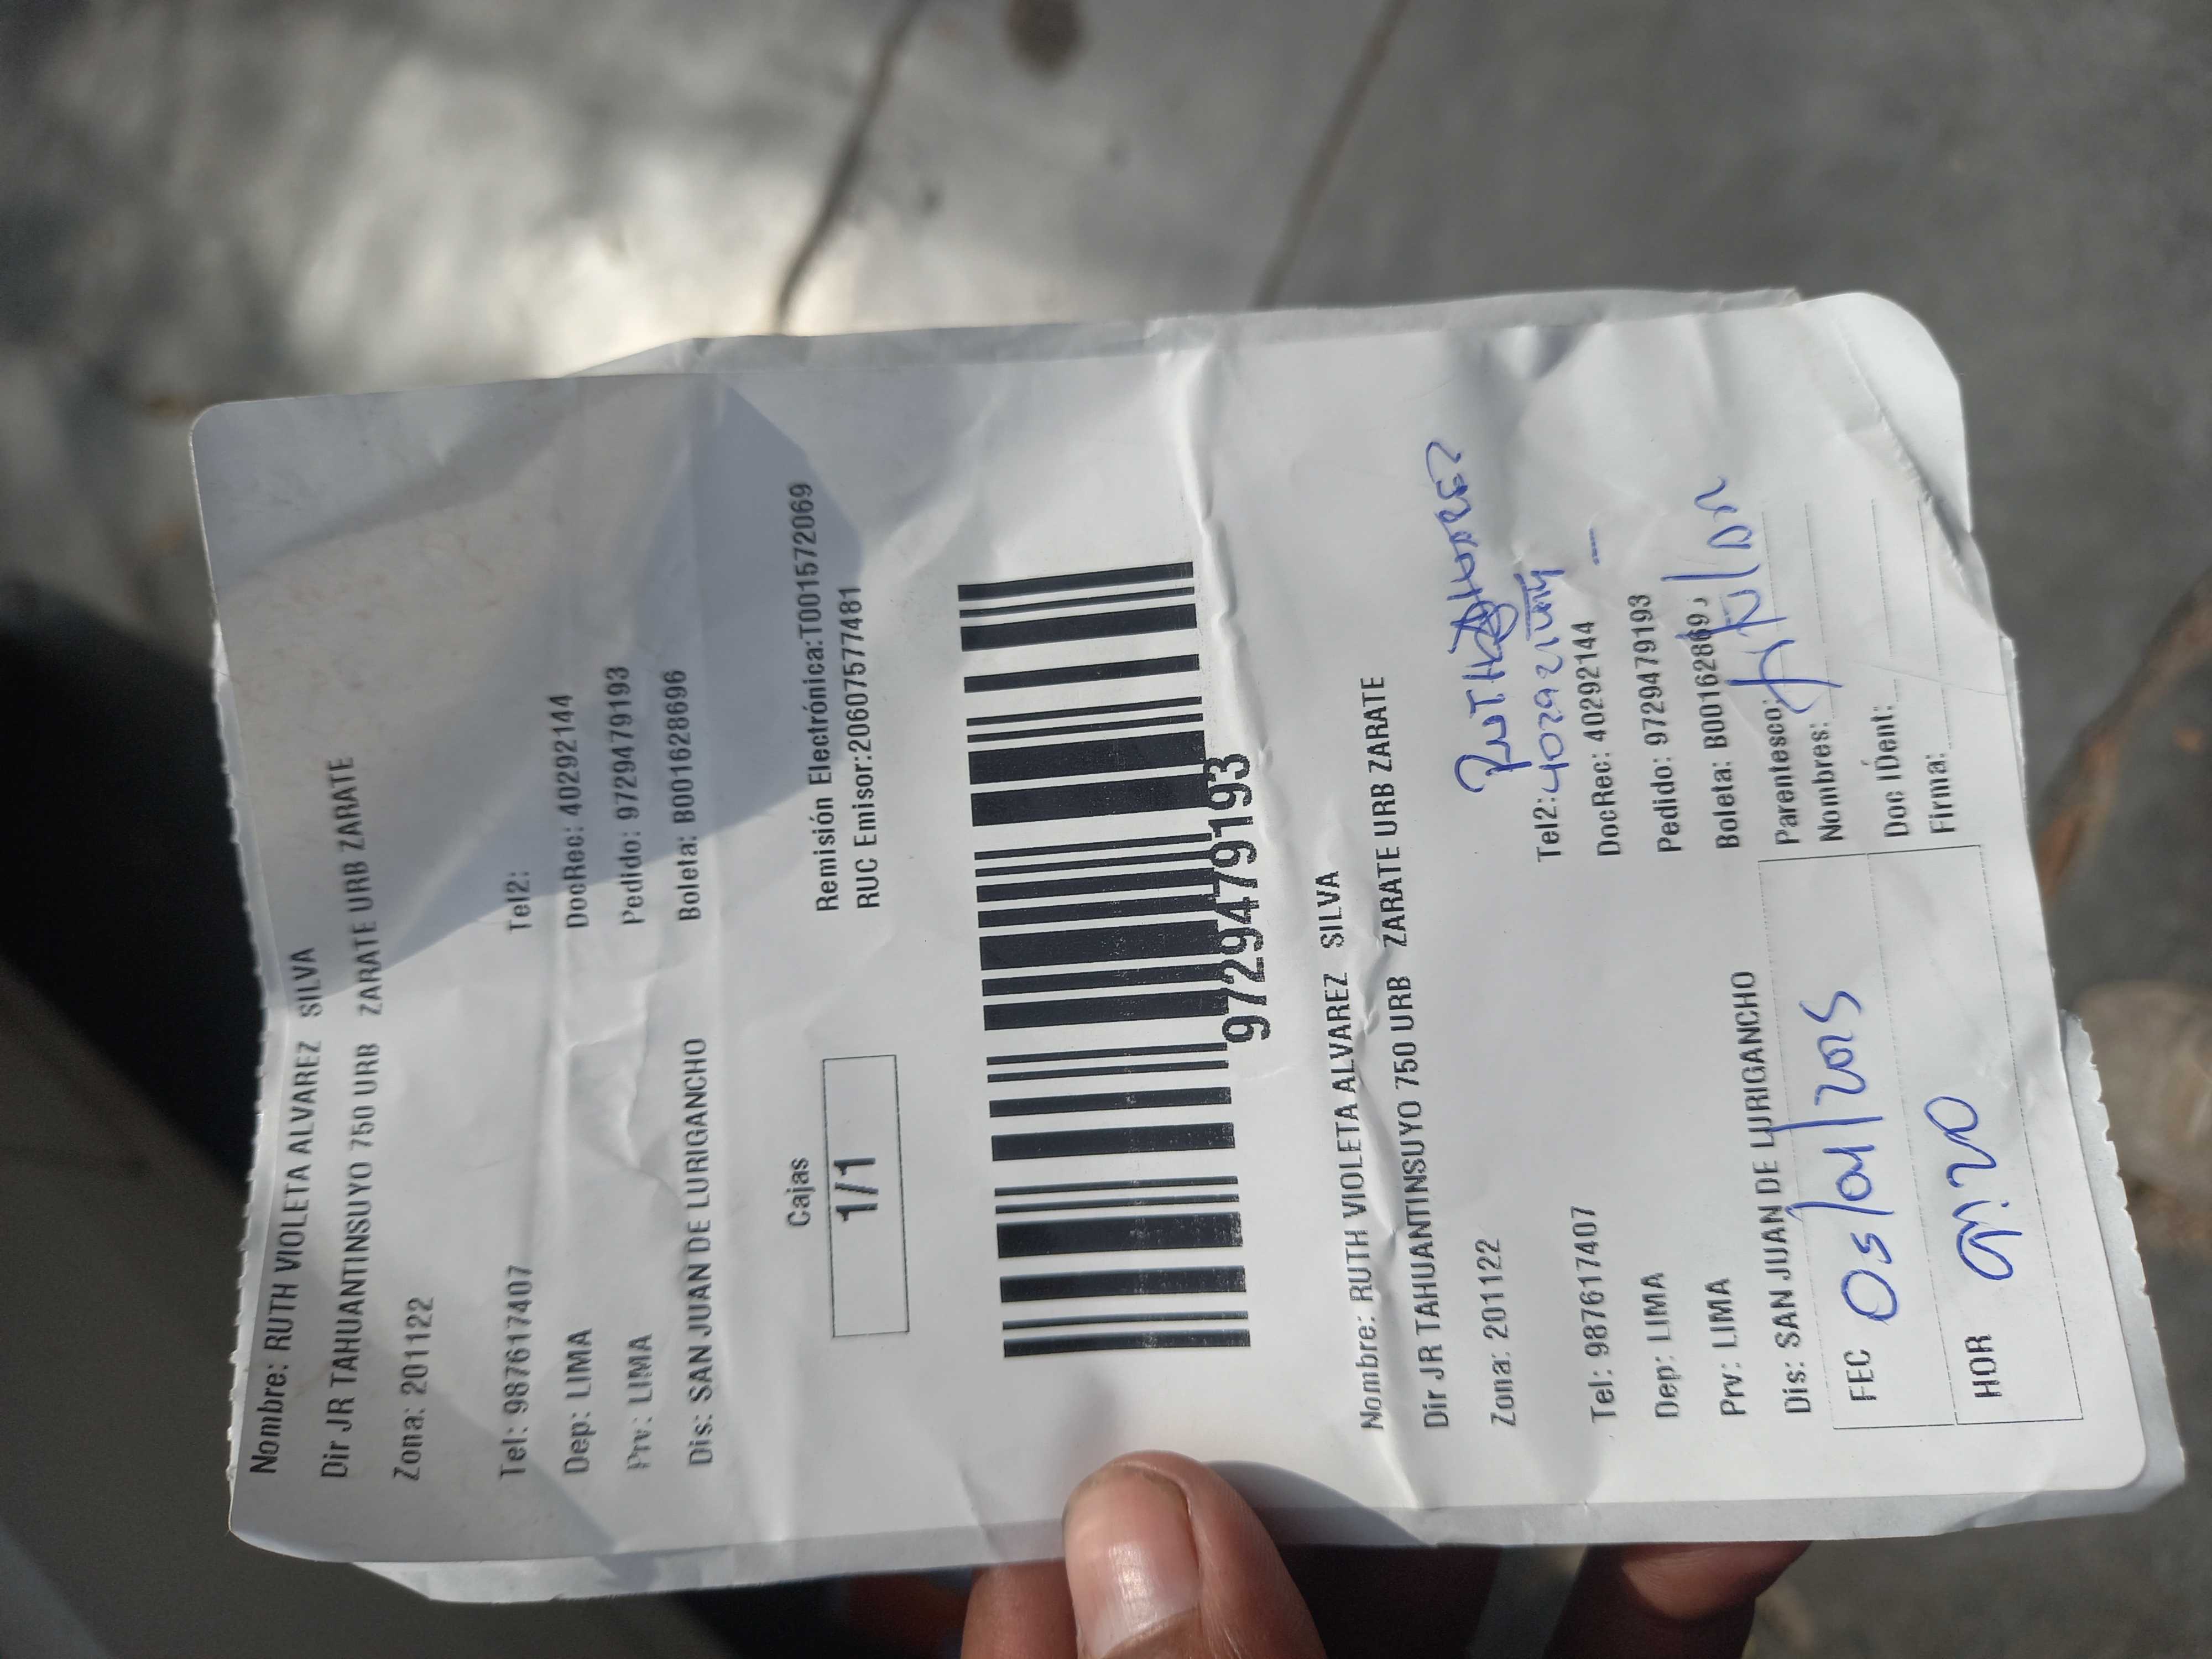 Nombre: RUTH VIOLETA ALVAREZ SILVA
Dir JR TAHUANTINSUYO 750 URB ZARATE URB ZARATE
Zona: 201122
Tel: 987617407 Tel2:
Dep: LIMA DocRec: 40292144
Prv: LIMA Pedido: 9729479193
Dis: SAN JUAN DE LURIGANCHO Boleta: B001628696
Cajas Remisión Electrónica:T001572069
1/1 RUC Emisor:20607577481
9729479193
Nombre: RUTH VIOLETA ALVAREZ SILVA
Dir JR TAHUANTINSUYO 750 URB ZARATE URB ZARATE
Zona: 201122
Tel: 987617407 Tel2:
Dep: LIMA DocRec: 40292144
Prv: LIMA Pedido: 9729479193
Dis: SAN JUAN DE LURIGANCHO Boleta: B00162869
FEC 05/04/2025 Parentesco:
Nombres:
HOR 9:20 Doc IDent:
Firma: